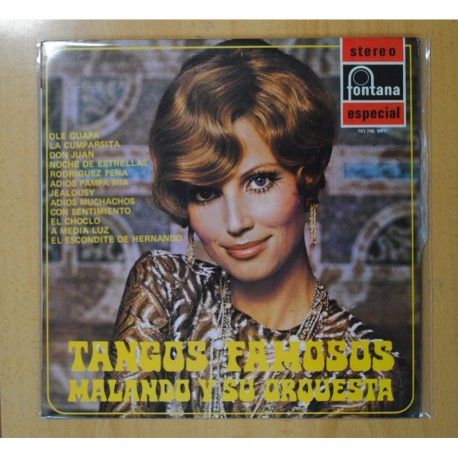 stereo
fontana
especial
OLE GUAPA
LA CUMPARSITA
DON JUAN
NOCHE DE ESTRELLAS
RODRIGUEZ PEÑA
ADIOS PAMPA MIA
JEALOUSY
ADIOS MUCHACHOS
CON SENTIMIENTO
EL CHOCLO
A MEDIA LUZ
EL ESCONDITE DE HERNANDO
TANGOS FAMOSOS
MALANDO Y SU ORQUESTA